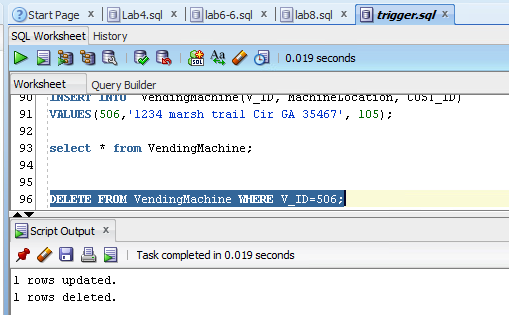 Start Page x Lab4.sql x lab6-6.sql x lab8.sql x trigger.sql x
SQL Worksheet History
0.019 seconds
Worksheet Query Builder
90 INSERT INTO VendingMachine(V_ID, MachineLocation, COST_ID)
91 VALUES(506,'1234 marsh trail Cir GA 35467', 105);
92
93 select * from VendingMachine;
94
95
96 DELETE FROM VendingMachine WHERE V_ID=506;
Script Output x
Task completed in 0.019 seconds
1 rows updated.
1 rows deleted.